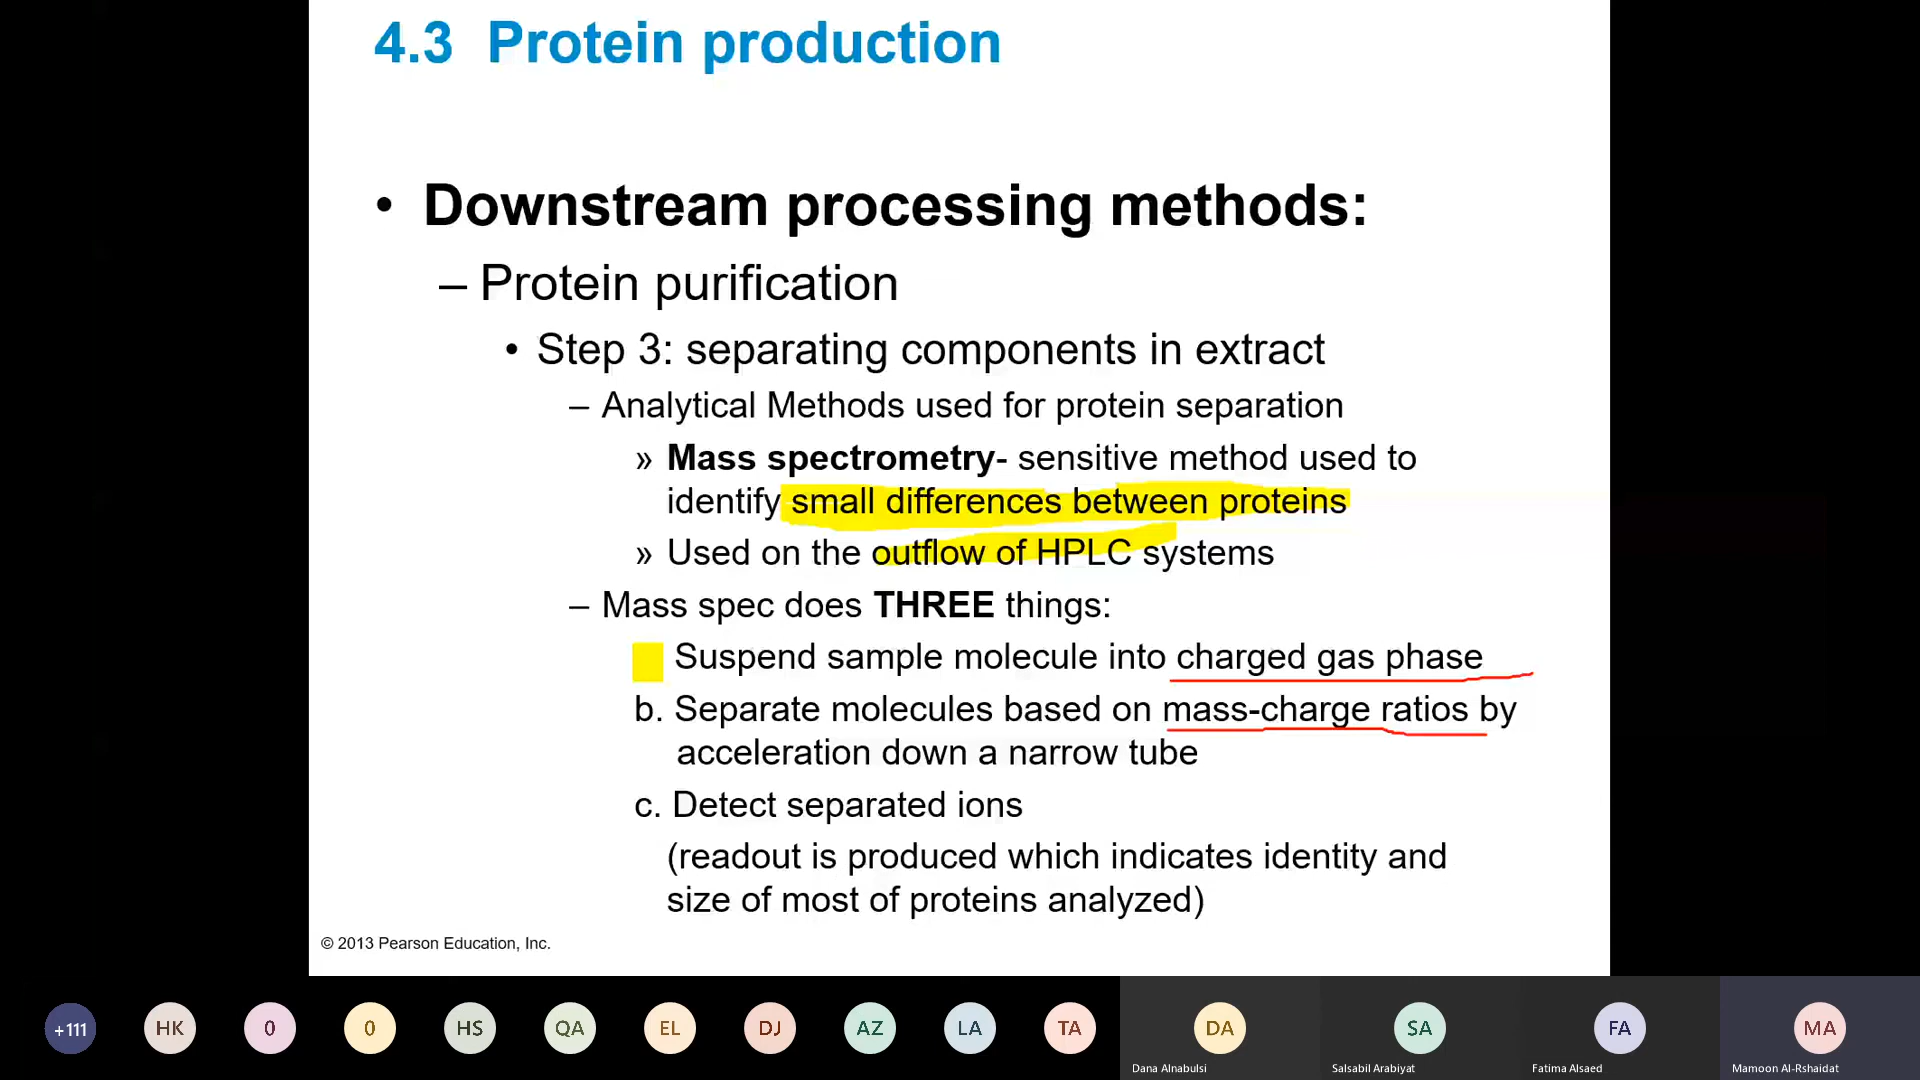 4.3 Protein production
• Downstream processing methods:
– Protein purification
• Step 3: separating components in extract
– Analytical Methods used for protein separation
» Mass spectrometry- sensitive method used to
identify small differences between proteins
» Used on the outflow of HPLC systems
– Mass spec does THREE things:
Suspend sample molecule into charged gas phase
b. Separate molecules based on mass-charge ratios by
acceleration down a narrow tube
c. Detect separated ions
(readout is produced which indicates identity and
size of most of proteins analyzed)
© 2013 Pearson Education, Inc.
+111 HK 0 0 HS QA EL DJ AZ LA TA DA SA FA MA
Dana Alnabulsi Salsabil Arabiyat Fatima Alsaed Mamoon Al-Rshaidat